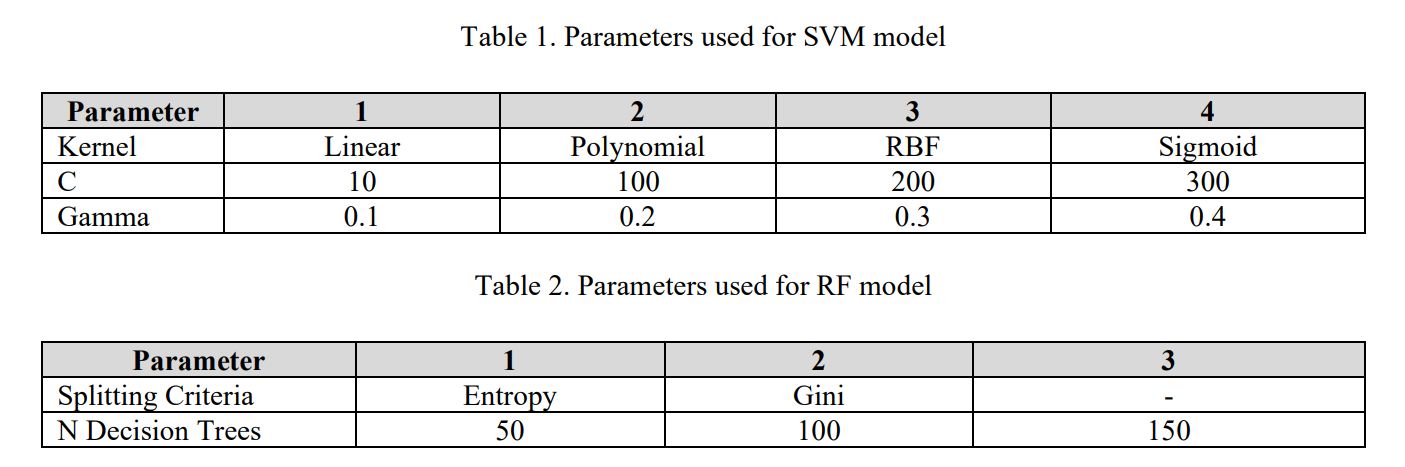 Table 1. Parameters used for SVM model
Parameter 1 2 3 4
Kernel Linear Polynomial RBF Sigmoid
C 10 100 200 300
Gamma 0.1 0.2 0.3 0.4
Table 2. Parameters used for RF model
Parameter 1 2 3
Splitting Criteria Entropy Gini -
N Decision Trees 50 100 150